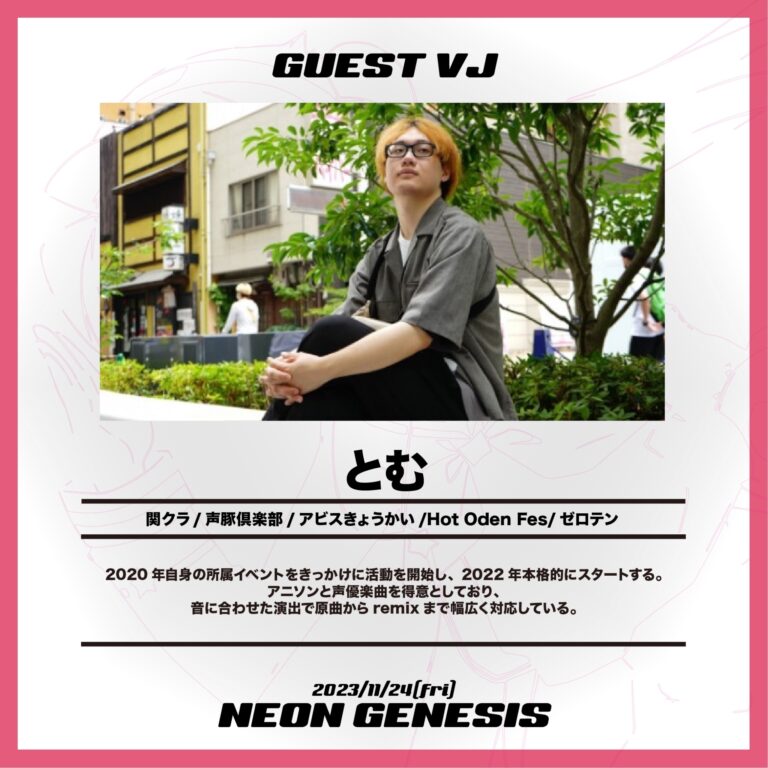 GUEST VJ
とむ
関クラ / 声豚倶楽部 / アビスきょうかい /Hot Oden Fes/ ゼロテン
2020 年自身の所属イベントをきっかけに活動を開始し、2022 年本格的にスタートする。
アニソンと声優楽曲を得意としており、
音に合わせた演出で原曲から remix まで幅広く対応している。
2023/11/24(fri)
NEON GENESIS